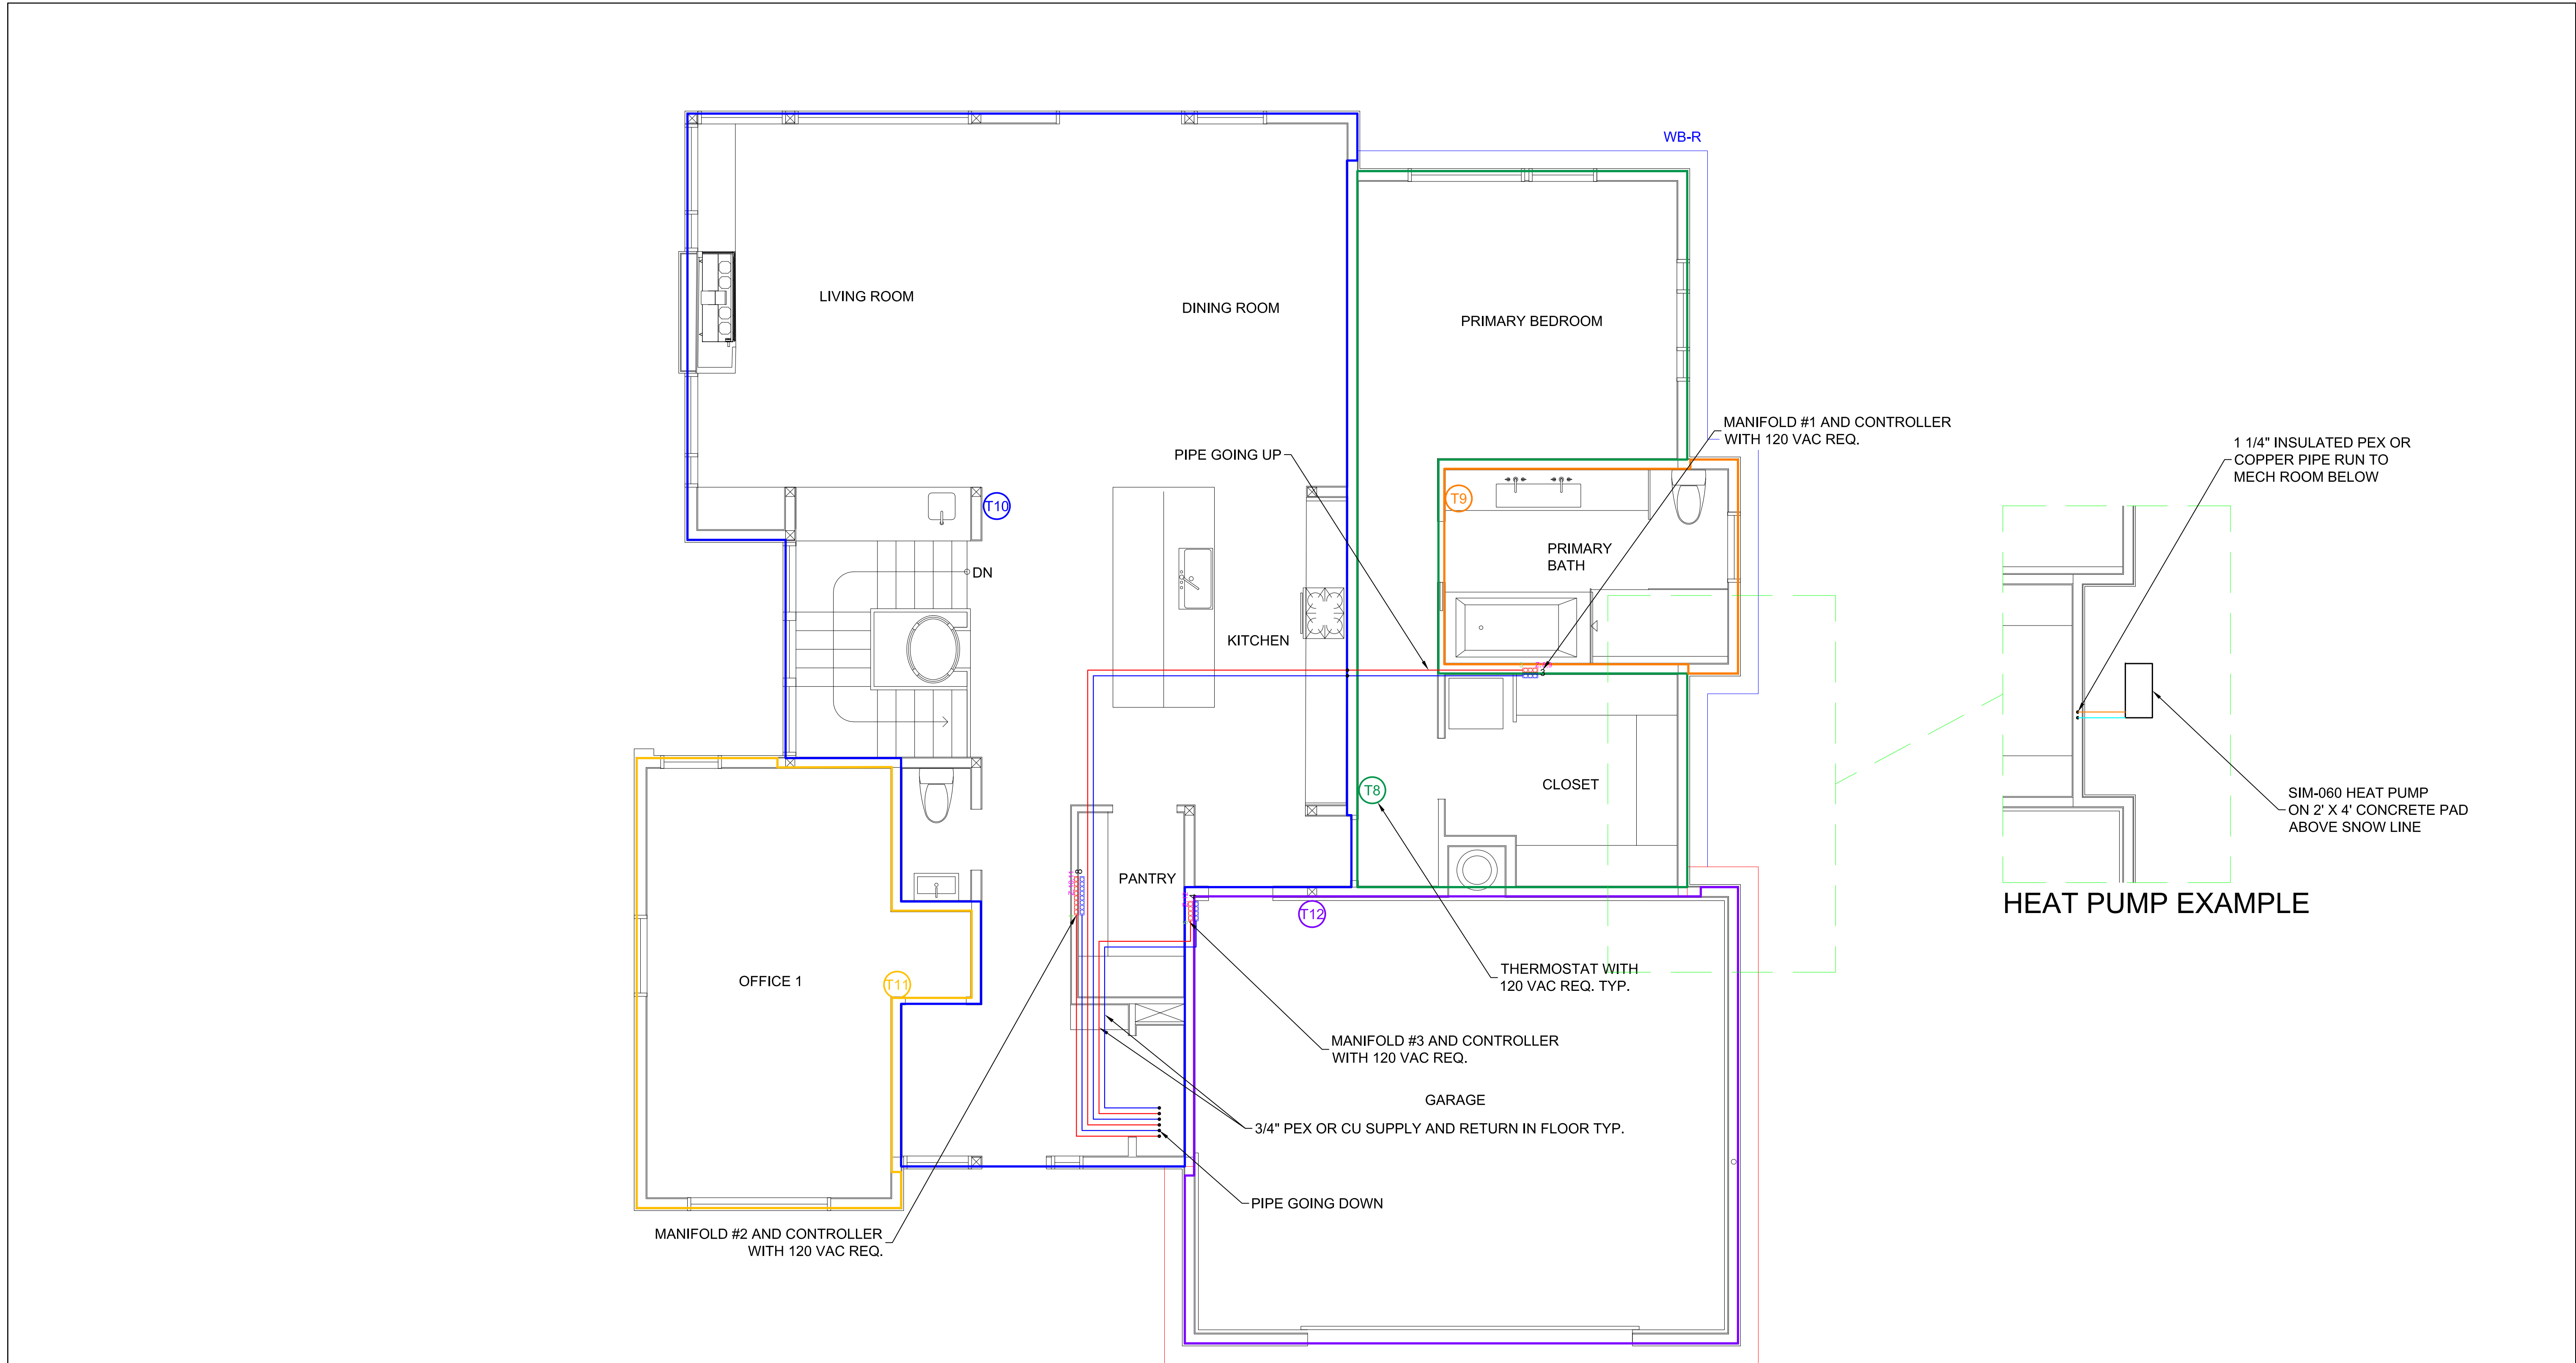 WB-R
LIVING ROOM
DINING ROOM
PRIMARY BEDROOM
MANIFOLD #1 AND CONTROLLER
WITH 120 VAC REQ.
PIPE GOING UP
1 1/4" INSULATED PEX OR
COPPER PIPE RUN TO
MECH ROOM BELOW
T10
T9
PRIMARY
BATH
DN
KITCHEN
3
CLOSET
T8
SIM-060 HEAT PUMP
ON 2' X 4' CONCRETE PAD
ABOVE SNOW LINE
PANTRY
8
4
T12
HEAT PUMP EXAMPLE
THERMOSTAT WITH
120 VAC REQ. TYP.
OFFICE 1
T11
MANIFOLD #3 AND CONTROLLER
WITH 120 VAC REQ.
GARAGE
3/4" PEX OR CU SUPPLY AND RETURN IN FLOOR TYP.
PIPE GOING DOWN
MANIFOLD #2 AND CONTROLLER
WITH 120 VAC REQ.